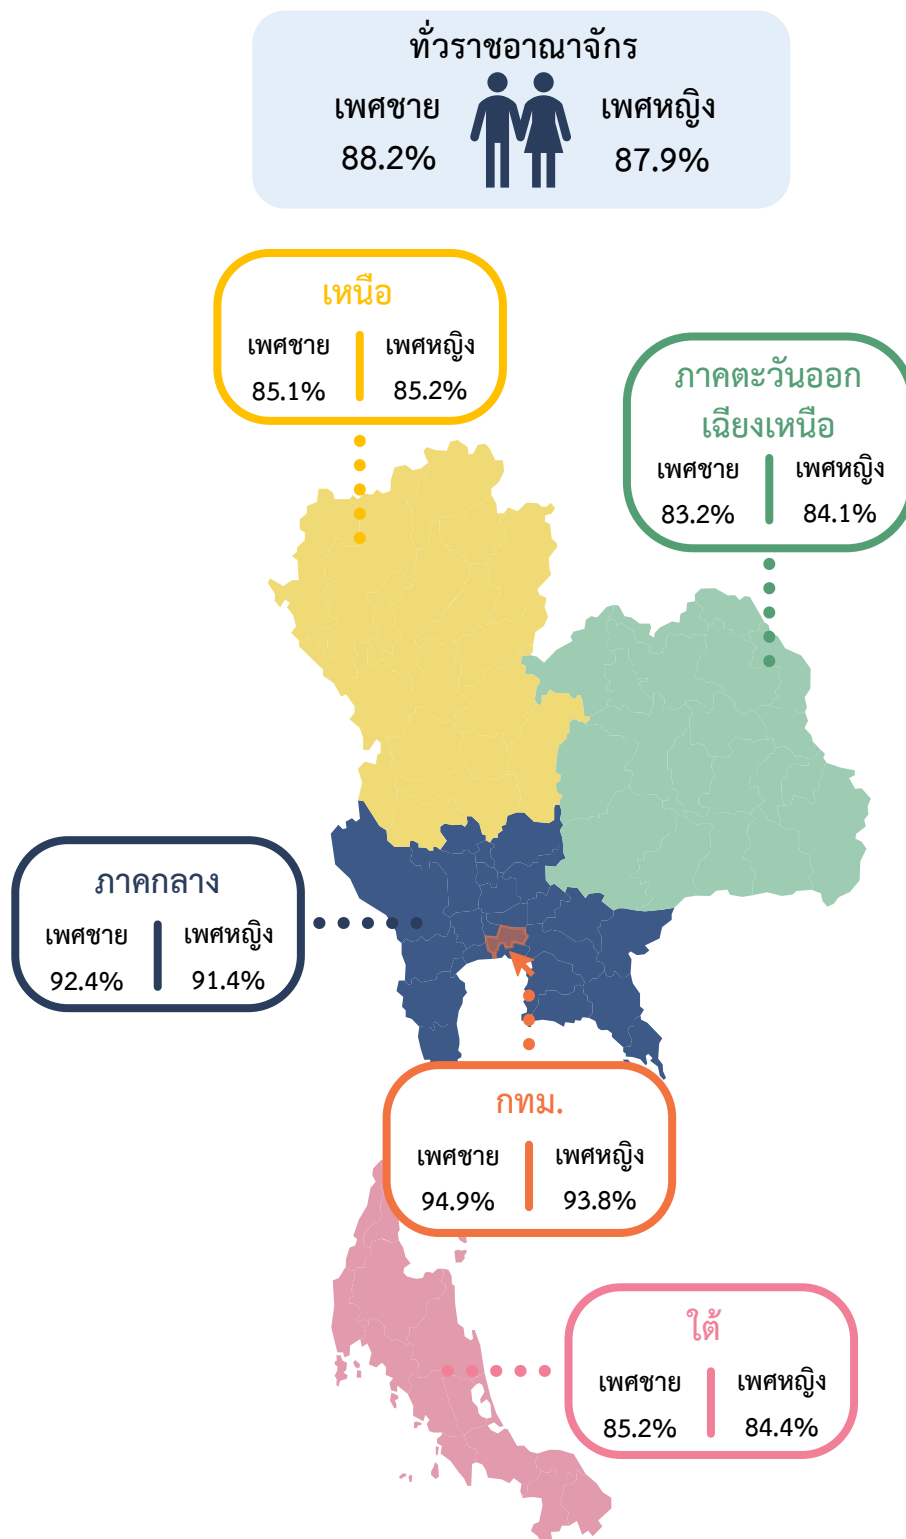 ทั่วราชอาณาจักร
เพศชาย เพศหญิง
88.2% 87.9%
เหนือ
เพศชาย เพศหญิง
85.1% 85.2%
ภาคตะวันออก
เฉียงเหนือ
เพศชาย เพศหญิง
83.2% 84.1%
ภาคกลาง
เพศชาย เพศหญิง
92.4% 91.4%
กทม.
เพศชาย เพศหญิง
94.9% 93.8%
ใต้
เพศชาย เพศหญิง
85.2% 84.4%